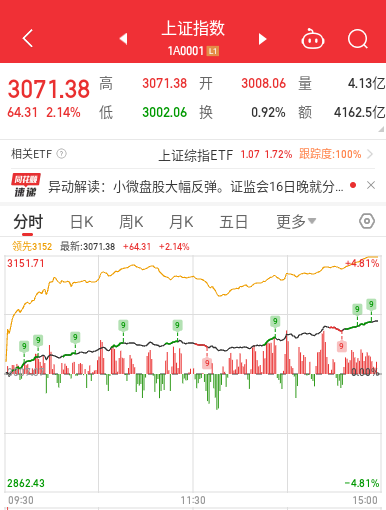 上证指数
1A0001 L1
3071.38 高 3071.38 开 3008.06 量 4.13亿
64.31 2.14% 低 3002.06 换 0.92% 额 4162.5亿
相关ETF ? 上证综指ETF 1.07 1.72% 跟踪度:100%
同花顺 速递 异动解读：小微盘股大幅反弹。证监会16日晚就分...
分时 日K 周K 月K 五日 更多
领先3152 最新:3071.38 +64.31 +2.14%
3151.71 +4.81%
9 9
9 9 9
9 9 9 9
9
0.00%
2862.43 -4.81%
09:30 11:30 15:00